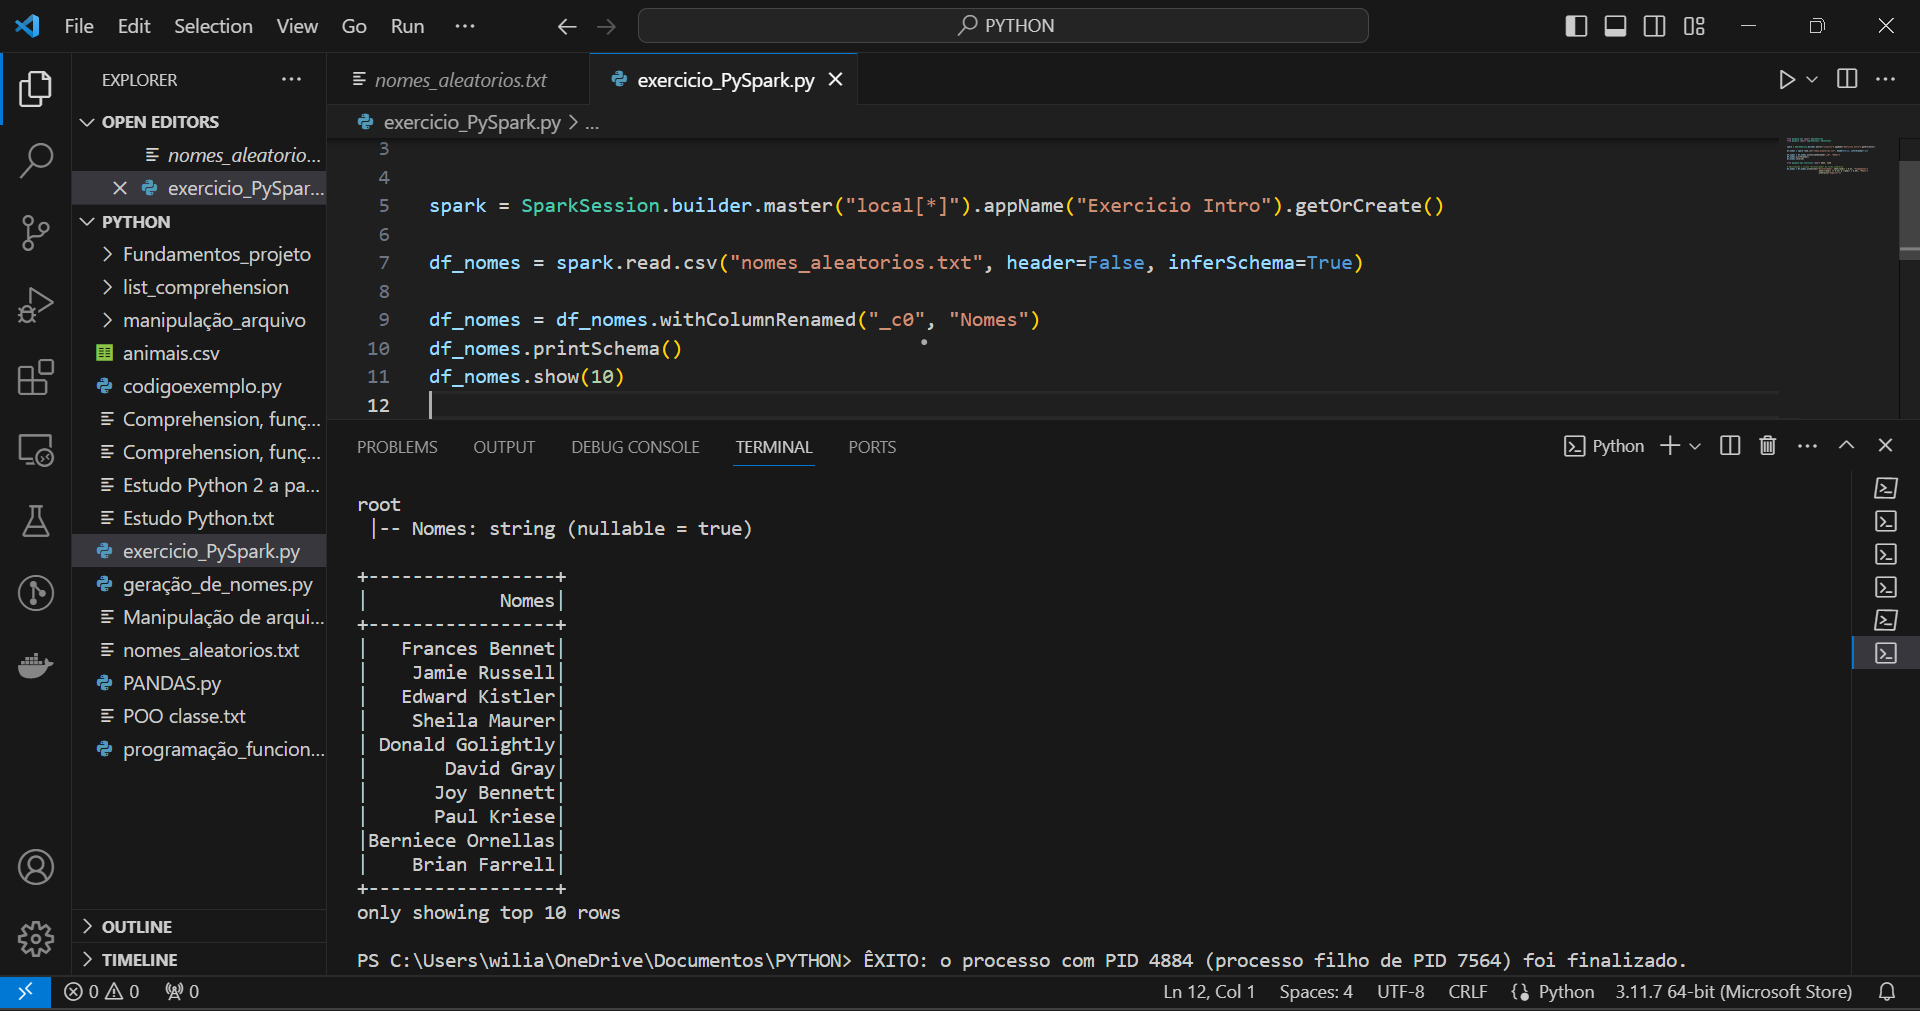 File Edit Selection View Go Run ··· PYTHON
EXPLORER ···
OPEN EDITORS
nomes_aleatorio...
exercicio_PySpar...
PYTHON
Fundamentos_projeto
list_comprehension
manipulação_arquivo
animais.csv
codigoexemplo.py
Comprehension, funç...
Comprehension, funç...
Estudo Python 2 a pa...
Estudo Python.txt
exercicio_PySpark.py
geração_de_nomes.py
Manipulação de arqui...
nomes_aleatorios.txt
PANDAS.py
POO classe.txt
programação_funcion...
OUTLINE
TIMELINE
nomes_aleatorios.txt exercicio_PySpark.py
exercicio_PySpark.py > ...
3
4
5 spark = SparkSession.builder.master("local[*]").appName("Exercicio Intro").getOrCreate()
6
7 df_nomes = spark.read.csv("nomes_aleatorios.txt", header=False, inferSchema=True)
8
9 df_nomes = df_nomes.withColumnRenamed("_c0", "Nomes")
10 df_nomes.printSchema()
11 df_nomes.show(10)
12
PROBLEMS OUTPUT DEBUG CONSOLE TERMINAL PORTS Python
root
|-- Nomes: string (nullable = true)
+-----------------+
|            Nomes|
+-----------------+
|   Frances Bennet|
|    Jamie Russell|
|   Edward Kistler|
|    Sheila Maurer|
| Donald Golightly|
|       David Gray|
|      Joy Bennett|
|      Paul Kriese|
|Berniece Ornellas|
|    Brian Farrell|
+-----------------+
only showing top 10 rows
PS C:\Users\wilia\OneDrive\Documentos\PYTHON> ÊXITO: o processo com PID 4884 (processo filho de PID 7564) foi finalizado.
0 0 0 Ln 12, Col 1 Spaces: 4 UTF-8 CRLF Python 3.11.7 64-bit (Microsoft Store)